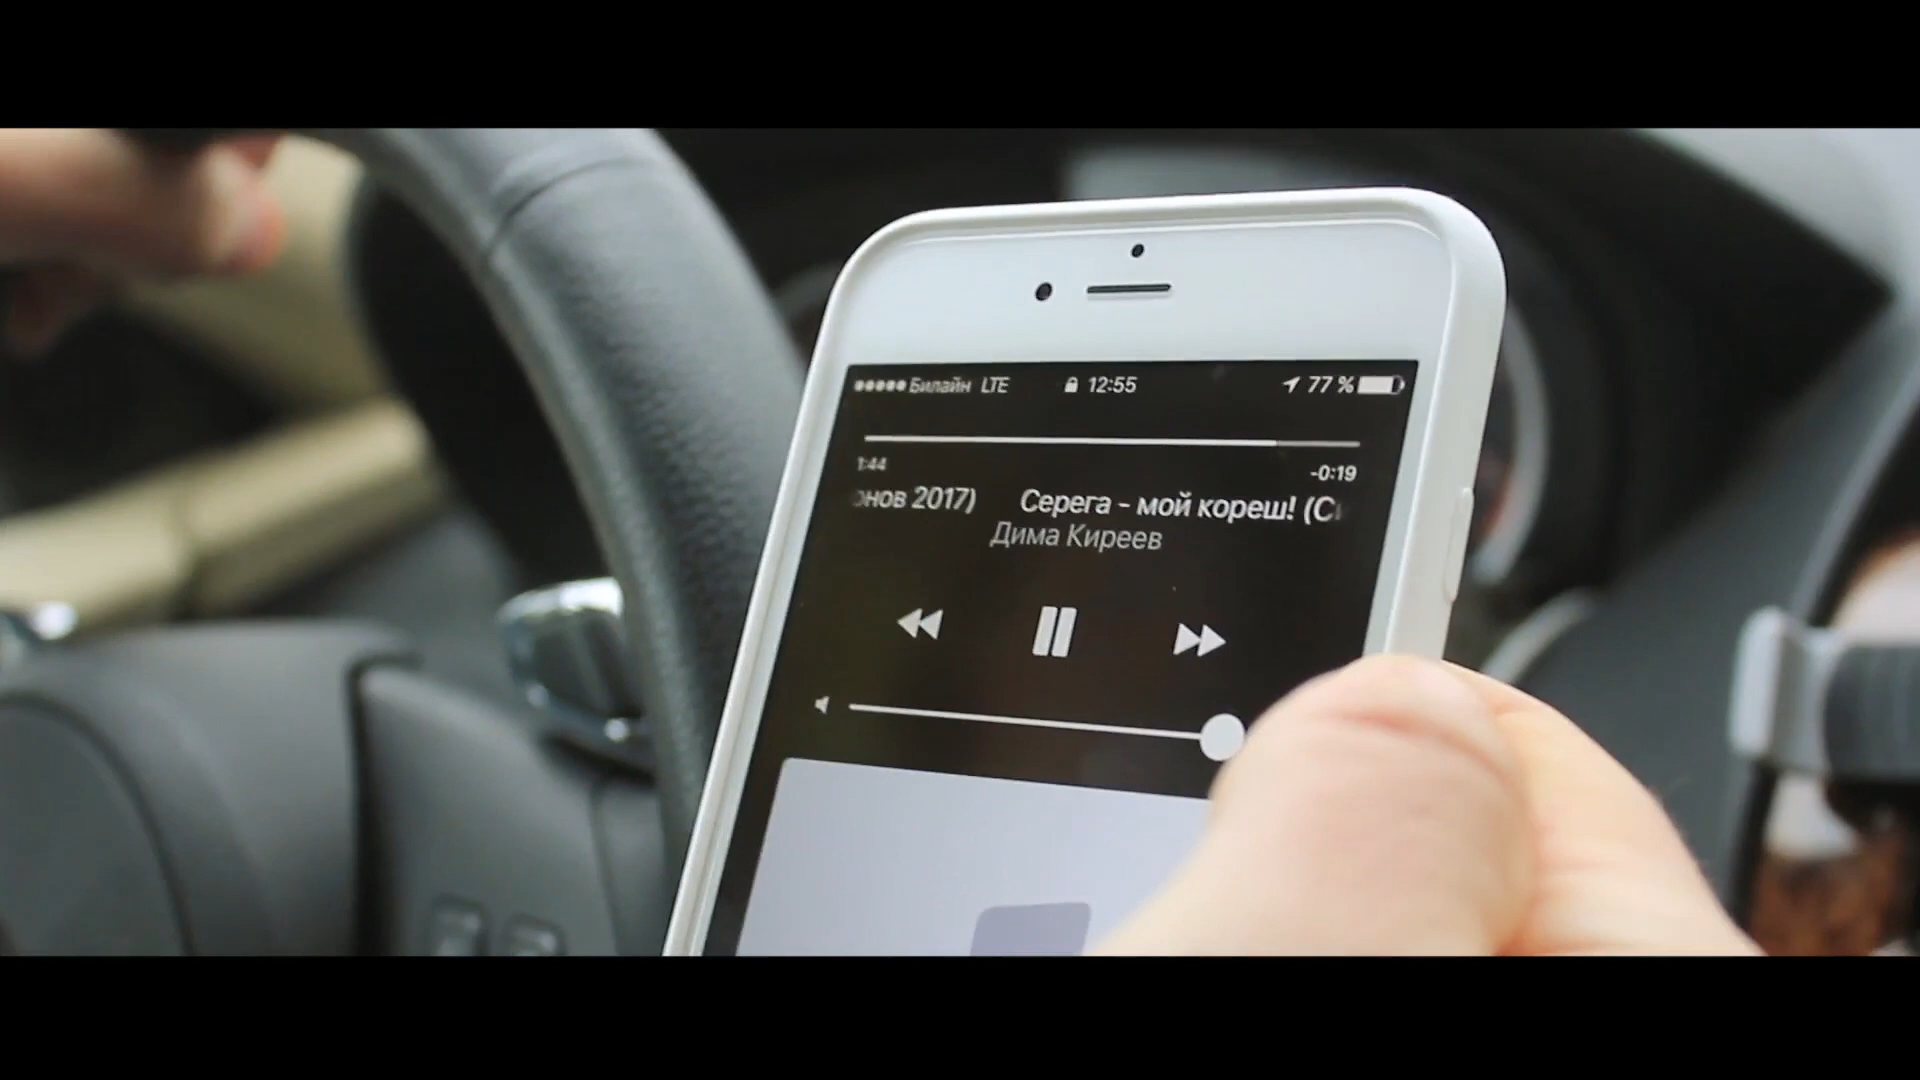 Билайн LTE 12:55 77 %
1:44 -0:19
онов 2017) Серега - мой кореш! (С
Дима Киреев